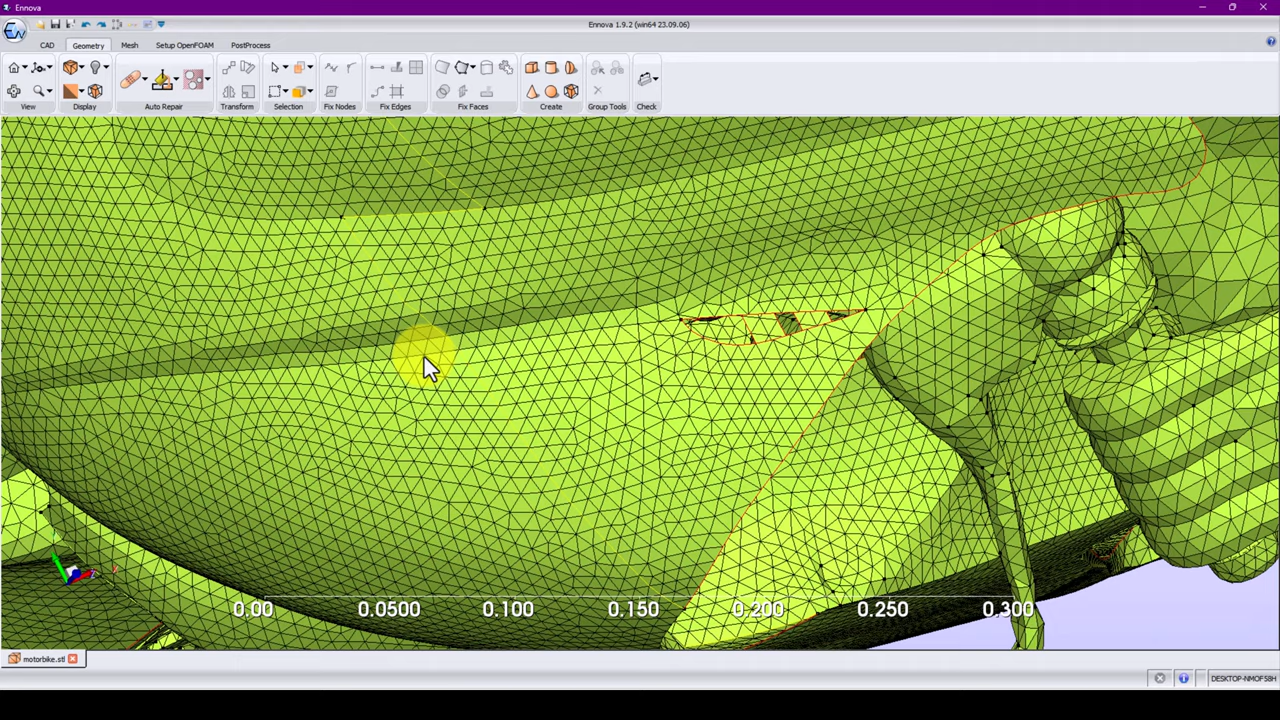 Ennova
Ennova 1.9.2 (win64 23.09.06)
CAD Geometry Mesh Setup OpenFOAM PostProcess
View Display Auto Repair Transform Selection Fix Nodes Fix Edges Fix Faces Create Group Tools Check
0.00 0.0500 0.100 0.150 0.200 0.250 0.300
motorbike.stl
DESKTOP-NMOF58H